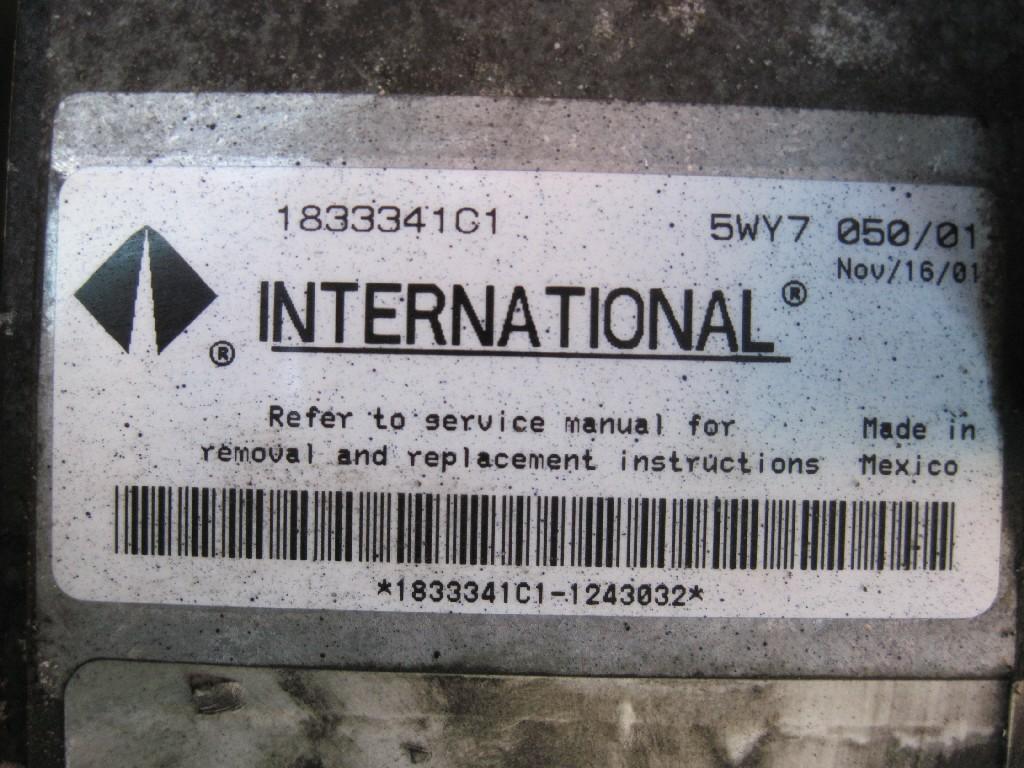 1833341C1 5WY7 050/01
Nov/16/01
INTERNATIONAL®
®
Refer to service manual for
removal and replacement instructions
Made in
Mexico
*1833341C1-1243032*